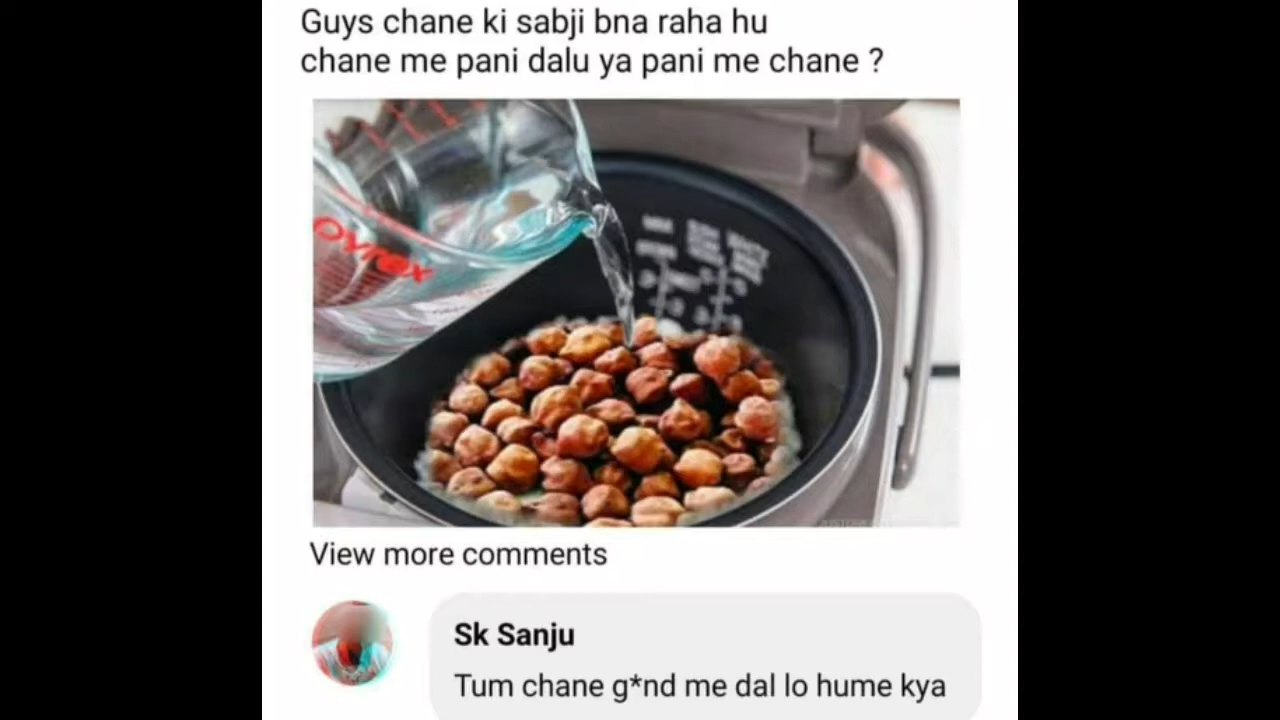 Guys chane ki sabji bna raha hu
chane me pani dalu ya pani me chane ?
pyrex
View more comments
Sk Sanju
Tum chane g*nd me dal lo hume kya